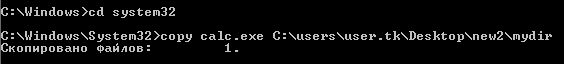 C:\Windows>cd system32
C:\Windows\System32>copy calc.exe C:\users\user.tk\Desktop\new2\mydir
Скопировано файлов:         1.